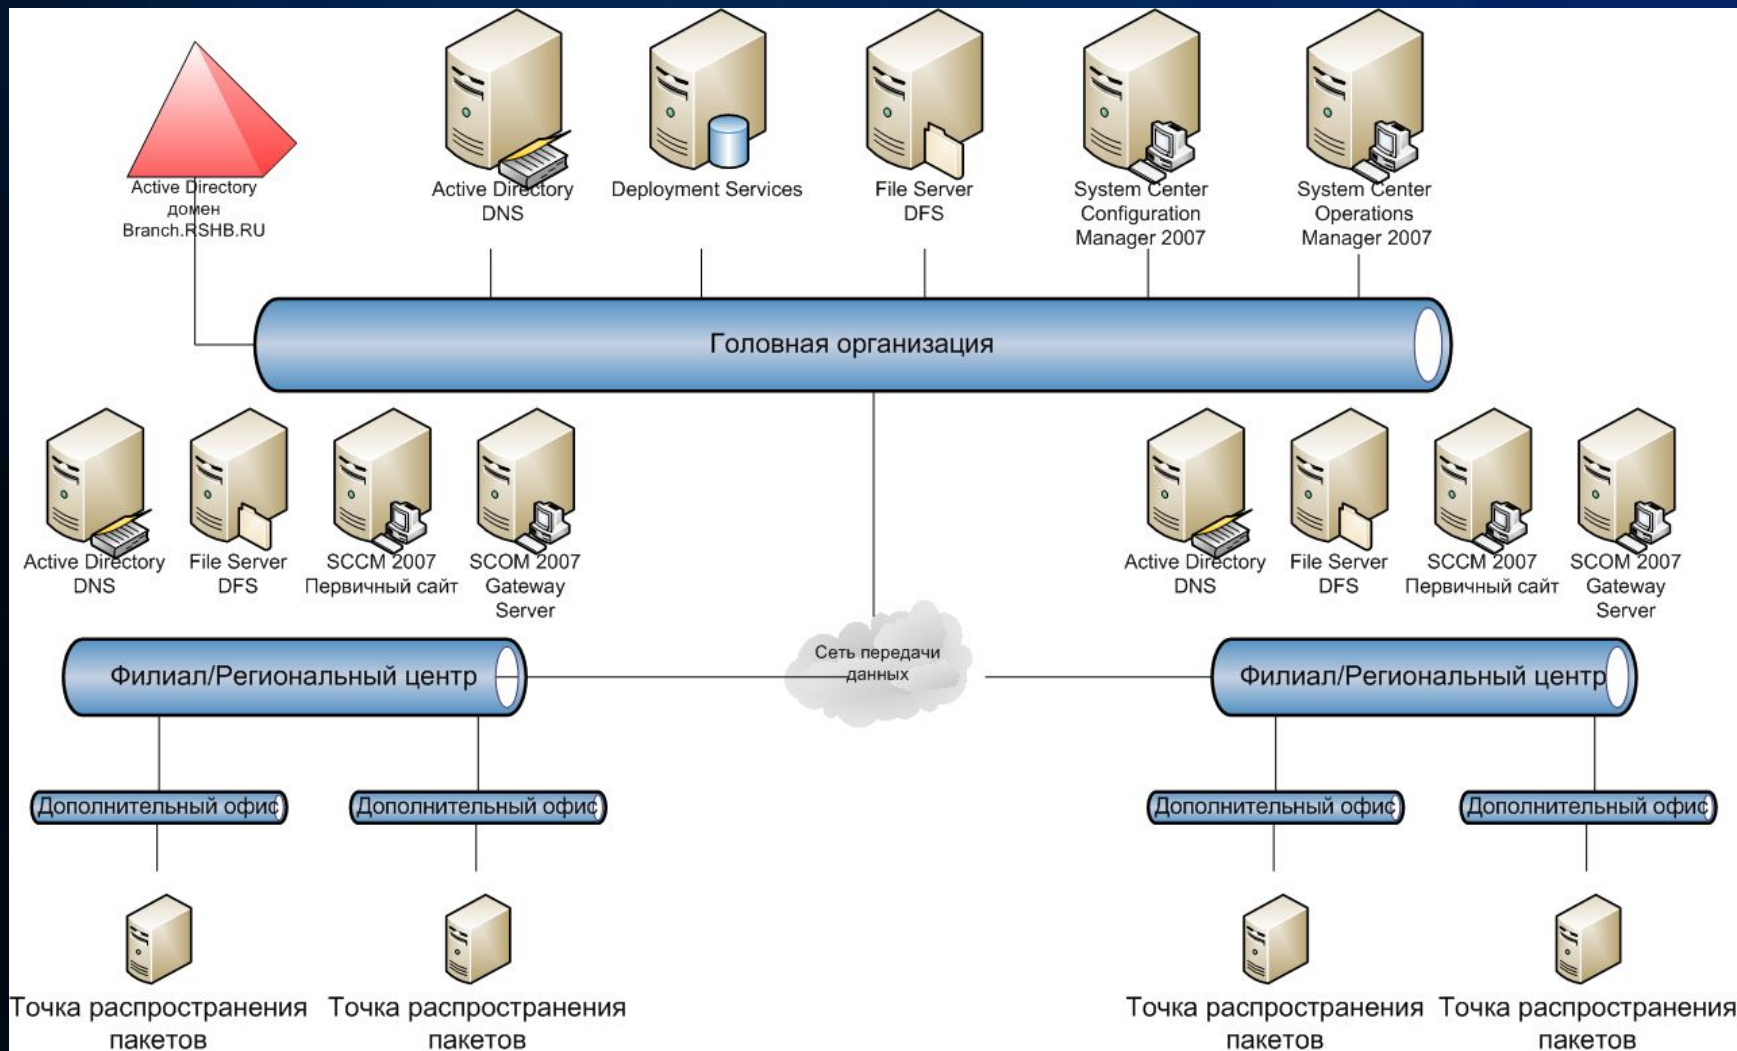 Active Directory
домен
Branch.RSHB.RU
Active Directory
DNS
Deployment Services
File Server
DFS
System Center
Configuration
Manager 2007
System Center
Operations
Manager 2007
Головная организация
Active Directory
DNS
File Server
DFS
SCCM 2007
Первичный сайт
SCOM 2007
Gateway
Server
Active Directory
DNS
File Server
DFS
SCCM 2007
Первичный сайт
SCOM 2007
Gateway
Server
Филиал/Региональный центр
Сеть передачи
данных
Филиал/Региональный центр
Дополнительный офис
Дополнительный офис
Дополнительный офис
Дополнительный офис
Точка распространения
пакетов
Точка распространения
пакетов
Точка распространения
пакетов
Точка распространения
пакетов